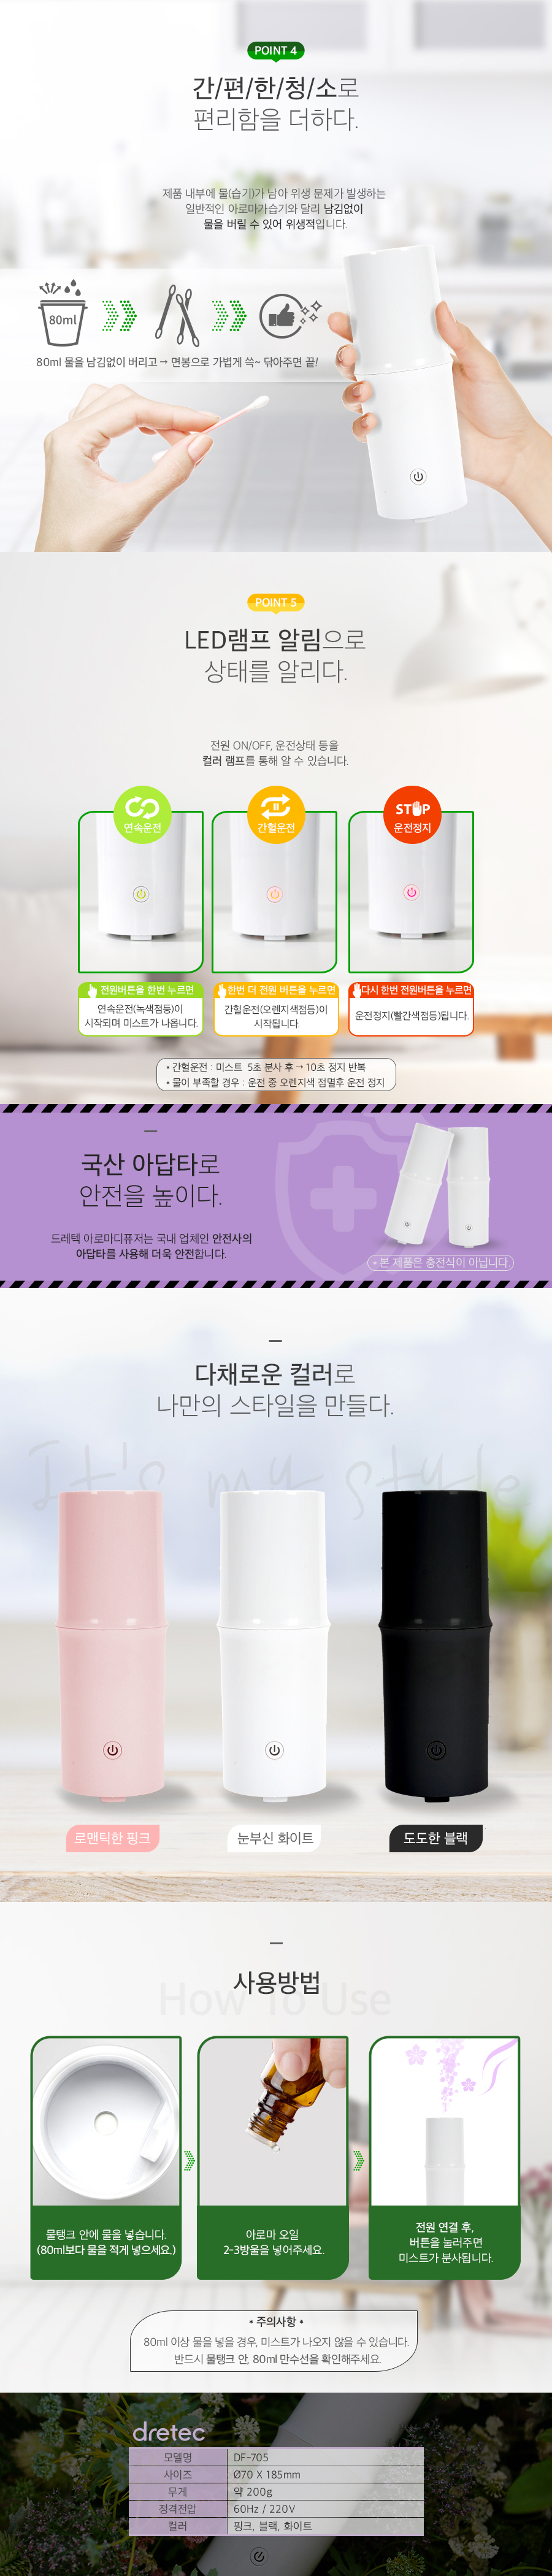 POINT 4
간/편/한/청/소로
편리함을 더하다.
제품 내부에 물(습기)가 남아 위생 문제가 발생하는
일반적인 아로마가습기와 달리 남김없이
물을 버릴 수 있어 위생적입니다.
80ml
80ml 물을 남김없이 버리고 → 면봉으로 가볍게 쓱~ 닦아주면 끝!
POINT 5
LED램프 알림으로
상태를 알리다.
전원 ON/OFF, 운전상태 등을
컬러 램프를 통해 알 수 있습니다.
연속운전
간헐운전
STOP
운전정지
전원버튼을 한번 누르면
연속운전(녹색점등)이
시작되며 미스트가 나옵니다.
한번 더 전원 버튼을 누르면
간헐운전(오렌지색점등)이
시작됩니다.
다시 한번 전원버튼을 누르면
운전정지(빨간색점등)됩니다.
• 간헐운전 : 미스트 5초 분사 후 → 10초 정지 반복
• 물이 부족할 경우 : 운전 중 오렌지색 점멸후 운전 정지
국산 아답타로
안전을 높이다.
드레텍 아로마디퓨저는 국내 업체인 안전사의
아답타를 사용해 더욱 안전합니다.
• 본 제품은 충전식이 아닙니다
다채로운 컬러로
나만의 스타일을 만들다.
It's my style
로맨틱한 핑크
눈부신 화이트
도도한 블랙
How To Use
사용방법
물탱크 안에 물을 넣습니다.
(80ml보다 물을 적게 넣으세요.)
아로마 오일
2-3방울을 넣어주세요.
전원 연결 후,
버튼을 눌러주면
미스트가 분사됩니다.
• 주의사항 •
80ml 이상 물을 넣을 경우, 미스트가 나오지 않을 수 있습니다.
반드시 물탱크 안, 80ml 만수선을 확인해주세요.
dretec
모델명 DF-705
사이즈 Ø70 X 185mm
무게 약 200g
정격전압 60Hz / 220V
컬러 핑크, 블랙, 화이트